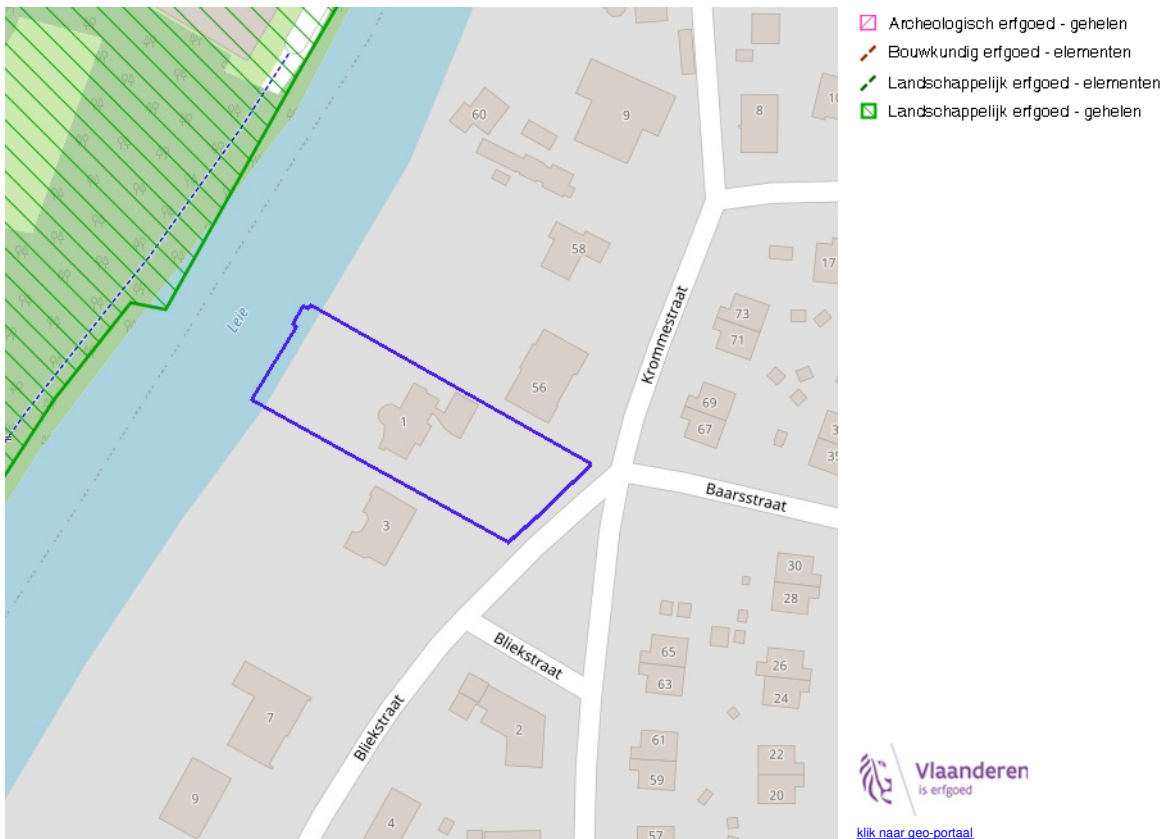 Archeologisch erfgoed - gehelen
Bouwkundig erfgoed - elementen
Landschappelijk erfgoed - elementen
Landschappelijk erfgoed - gehelen
60
9
8
10
58
17
Leie
Krommestraat
73
71
56
69
67
1
Baarsstraat
3
30
28
65
63
Bliekstraat
26
24
7
2
Bliekstraat
61
59
22
20
9
4
57
Vlaanderen
is erfgoed
klik naar geo-portaal